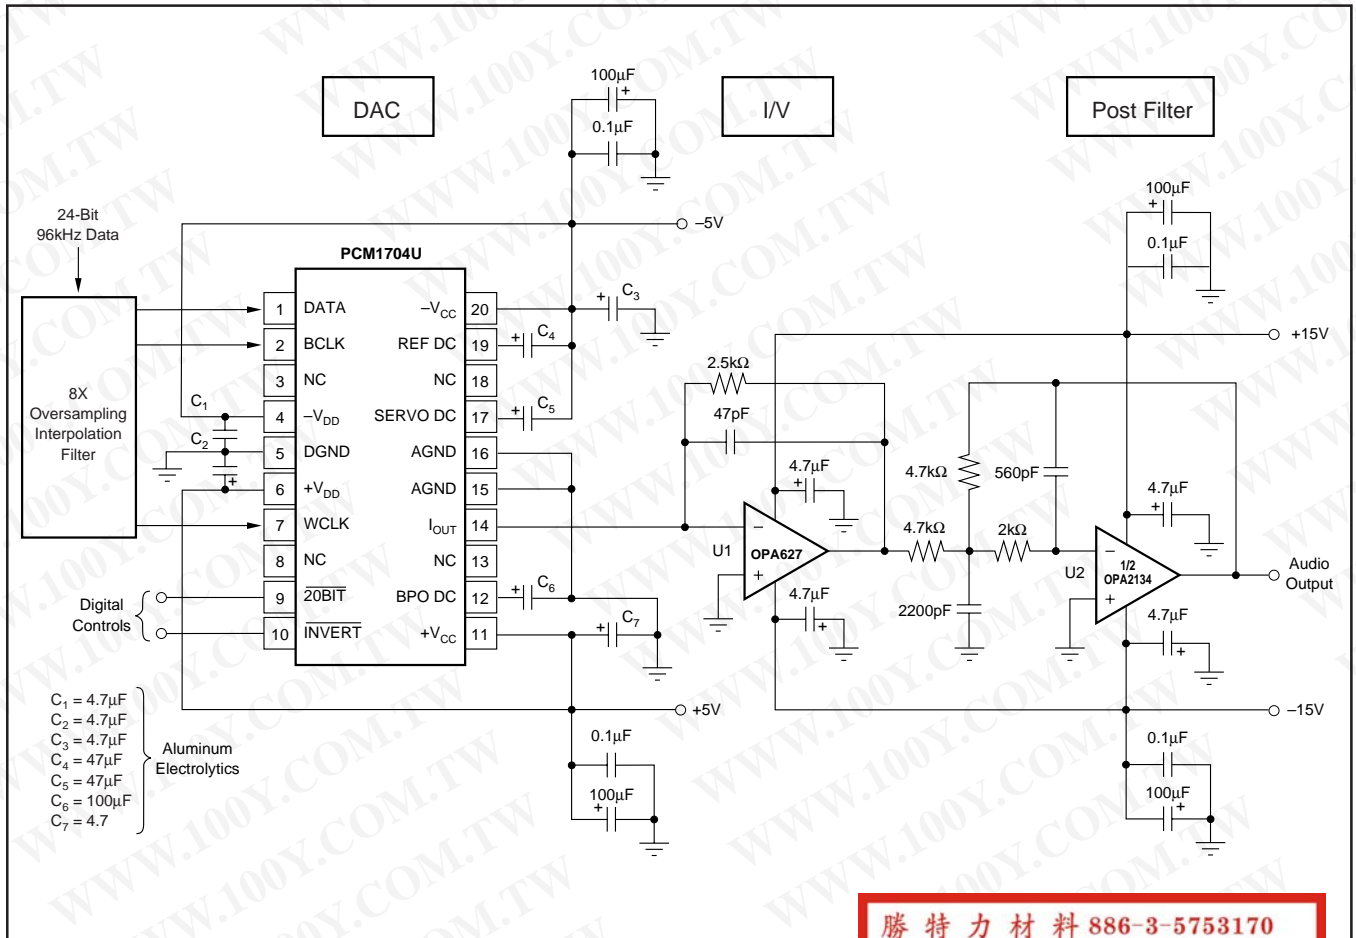 DAC
I/V
Post Filter
100µF
+
0.1µF
–5V
24-Bit
96kHz Data
PCM1704U
8X
Oversampling
Interpolation
Filter
1 DATA
2 BCLK
3 NC
4 –VDD
5 DGND
6 +VDD
7 WCLK
8 NC
9 20BIT
10 INVERT
–VCC 20
REF DC 19
NC 18
SERVO DC 17
AGND 16
AGND 15
IOUT 14
NC 13
BPO DC 12
+VCC 11
C1
C2
+
+ C3
+ C4
+ C5
+ C6
+ C7
Digital
Controls
C1 = 4.7µF
C2 = 4.7µF
C3 = 4.7µF
C4 = 47µF
C5 = 47µF
C6 = 100µF
C7 = 4.7
Aluminum
Electrolytics
+5V
0.1µF
100µF
+
2.5kΩ
47pF
4.7µF
+
U1
–
OPA627
+
4.7µF
+
4.7kΩ
4.7kΩ
2200pF
560pF
2kΩ
100µF
+
0.1µF
+15V
4.7µF
+
U2
–
1/2
OPA2134
+
4.7µF
+
Audio
Output
–15V
0.1µF
100µF
+
WWW.100Y.COM.TW
勝特力材料 886-3-5753170